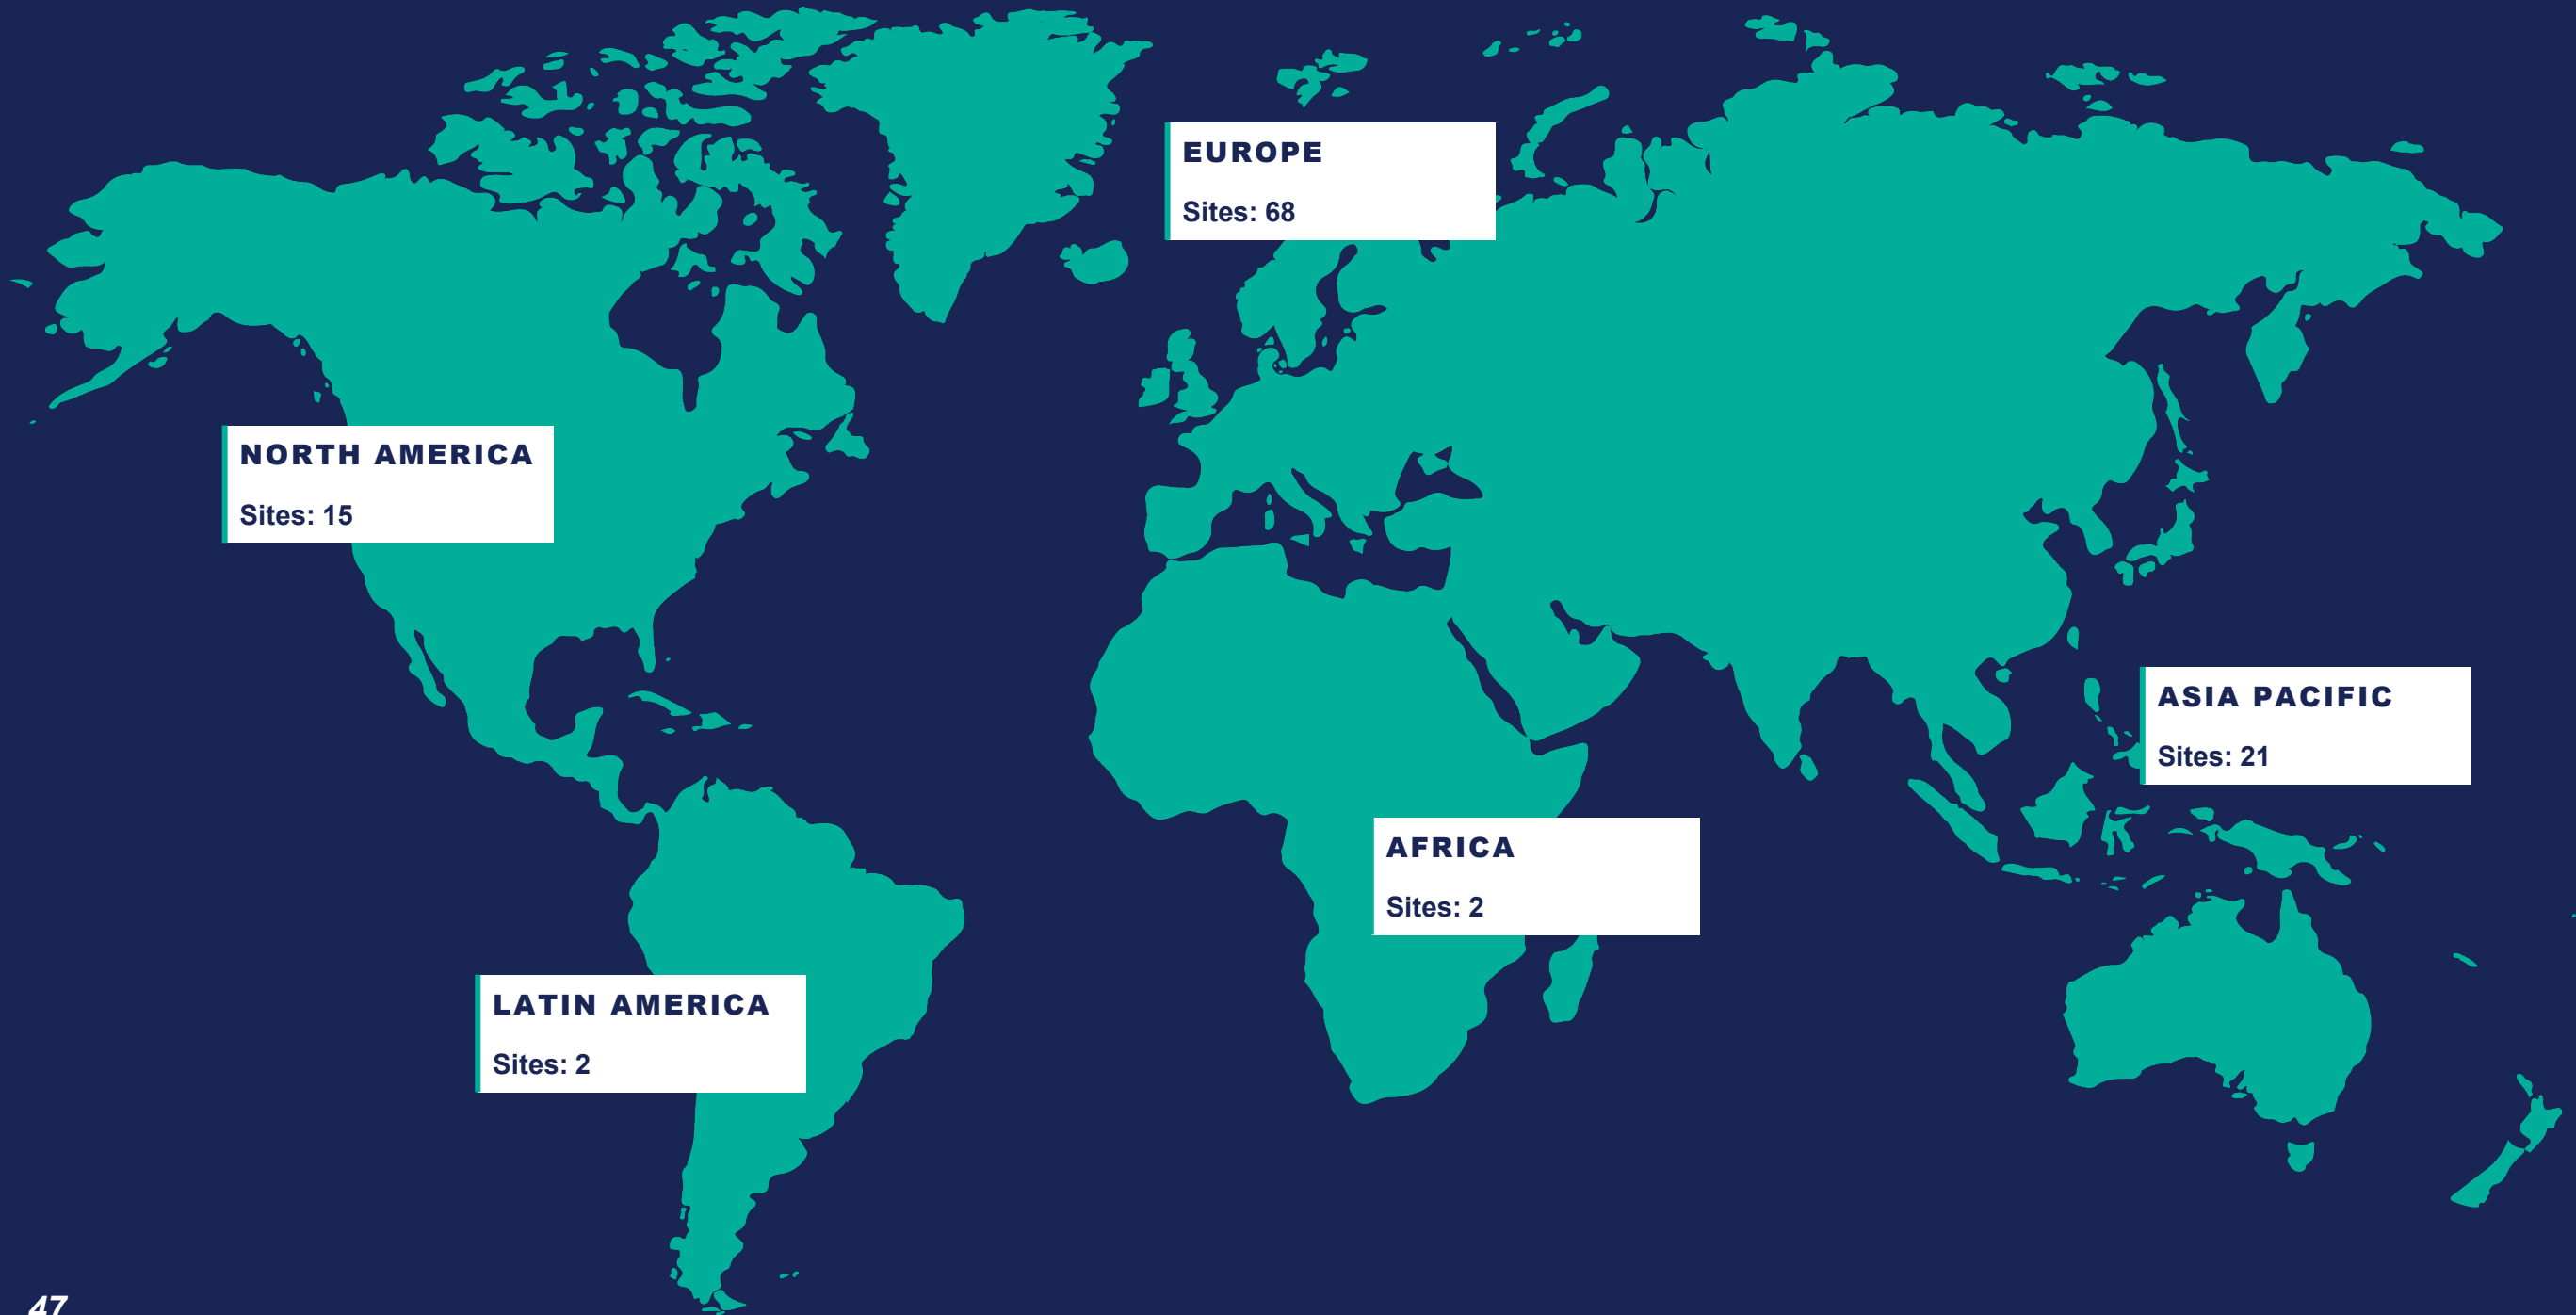 EUROPE
Sites: 68
NORTH AMERICA
Sites: 15
ASIA PACIFIC
Sites: 21
AFRICA
Sites: 2
LATIN AMERICA
Sites: 2
47